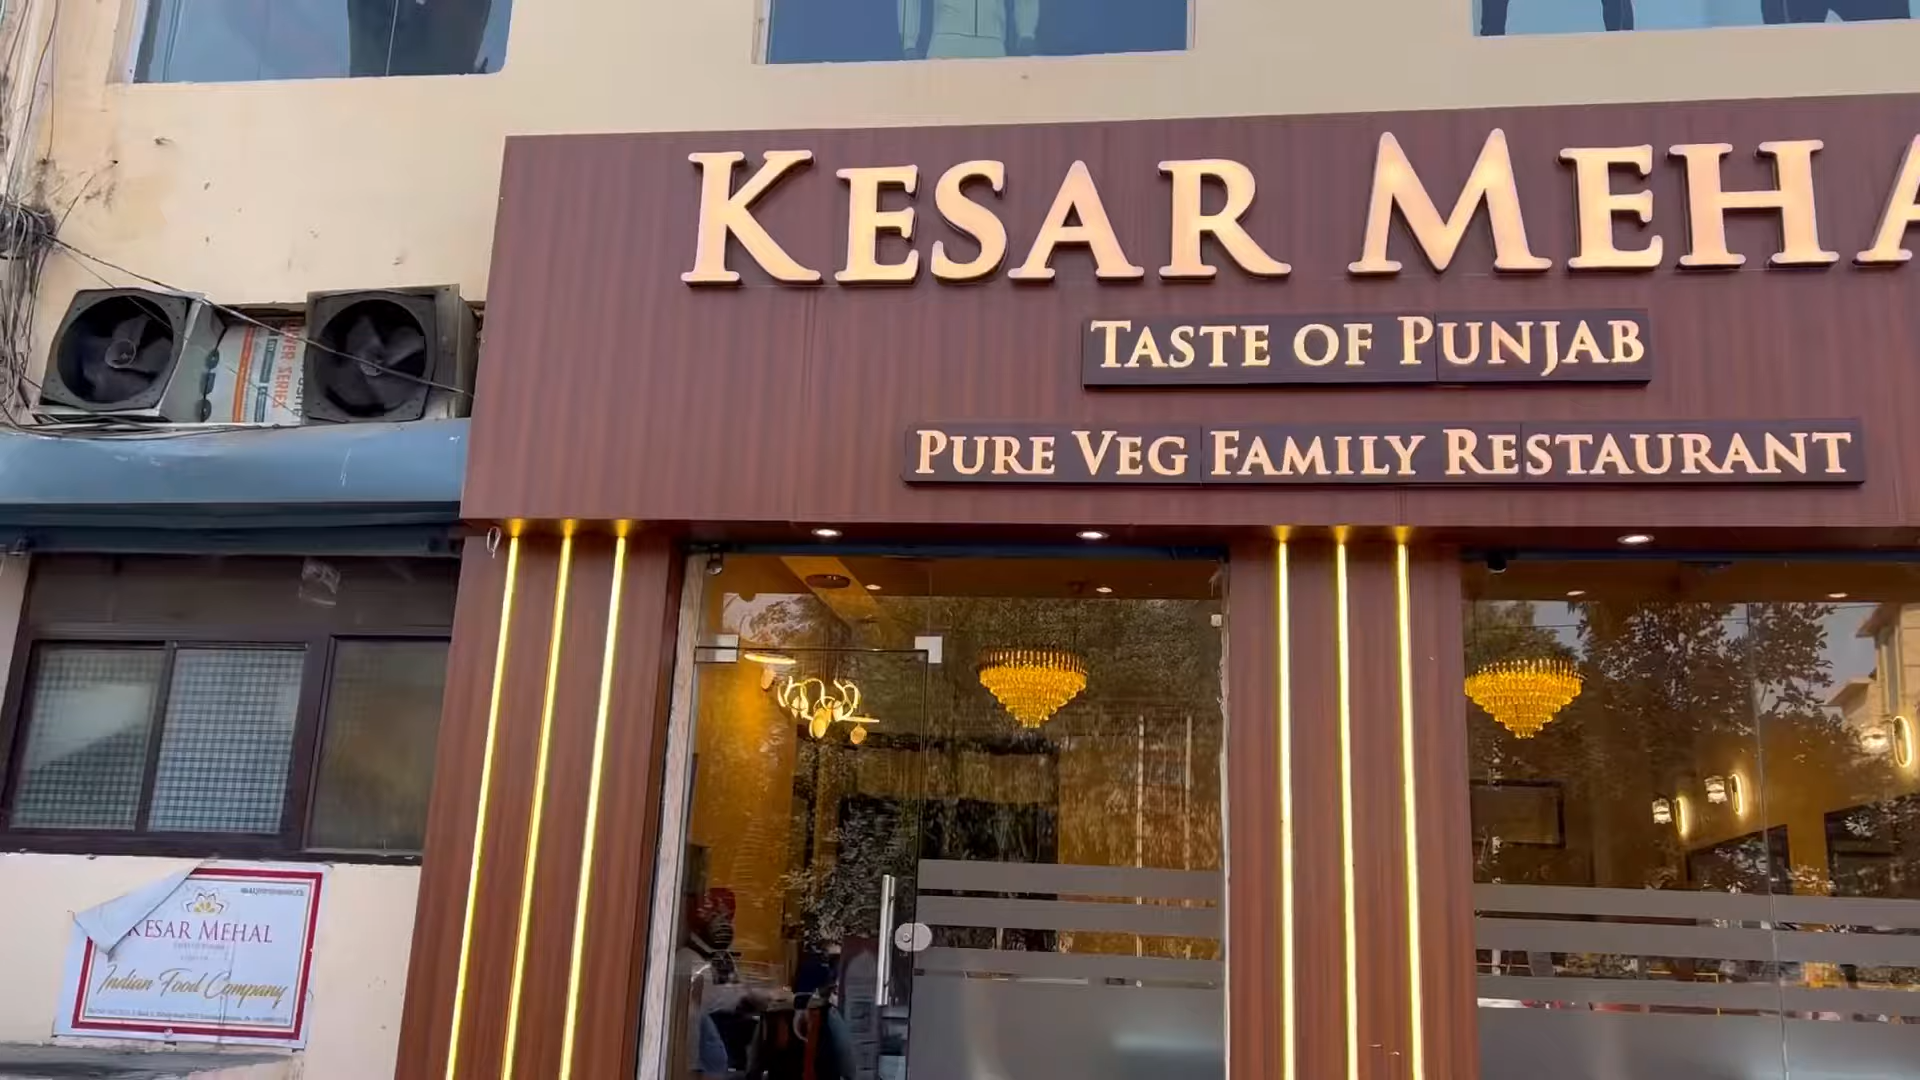 KESAR MEHA
TASTE OF PUNJAB
PURE VEG FAMILY RESTAURANT
KESAR MEHAL
Indian Food Company